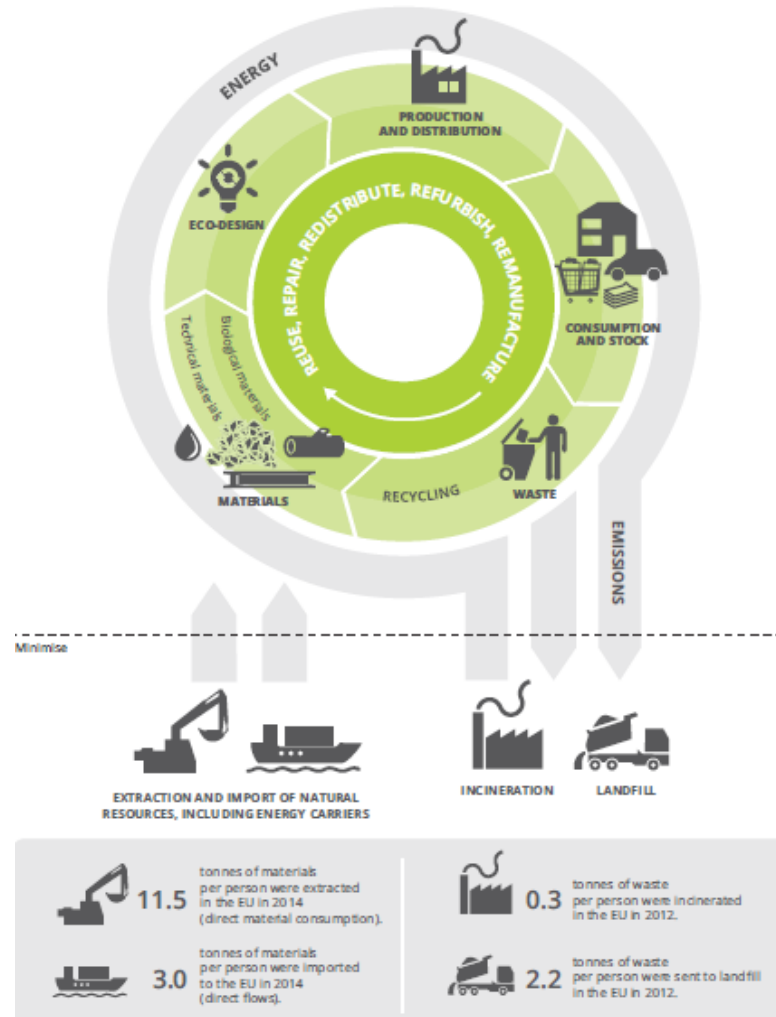 ENERGY
PRODUCTION
AND DISTRIBUTION
ECO-DESIGN
REUSE, REPAIR, REDISTRIBUTE, REFURBISH, REMANUFACTURE
CONSUMPTION
AND STOCK
Technical materials
Biological materials
MATERIALS
RECYCLING
WASTE
EMISSIONS
Minimise
EXTRACTION AND IMPORT OF NATURAL
RESOURCES, INCLUDING ENERGY CARRIERS
INCINERATION
LANDFILL
11.5
tonnes of materials
per person were extracted
in the EU in 2014
(direct material consumption).
3.0
tonnes of materials
per person were imported
to the EU in 2014
(direct flows).
0.3
tonnes of waste
per person were incinerated
in the EU in 2012.
2.2
tonnes of waste
per person were sent to landfill
in the EU in 2012.